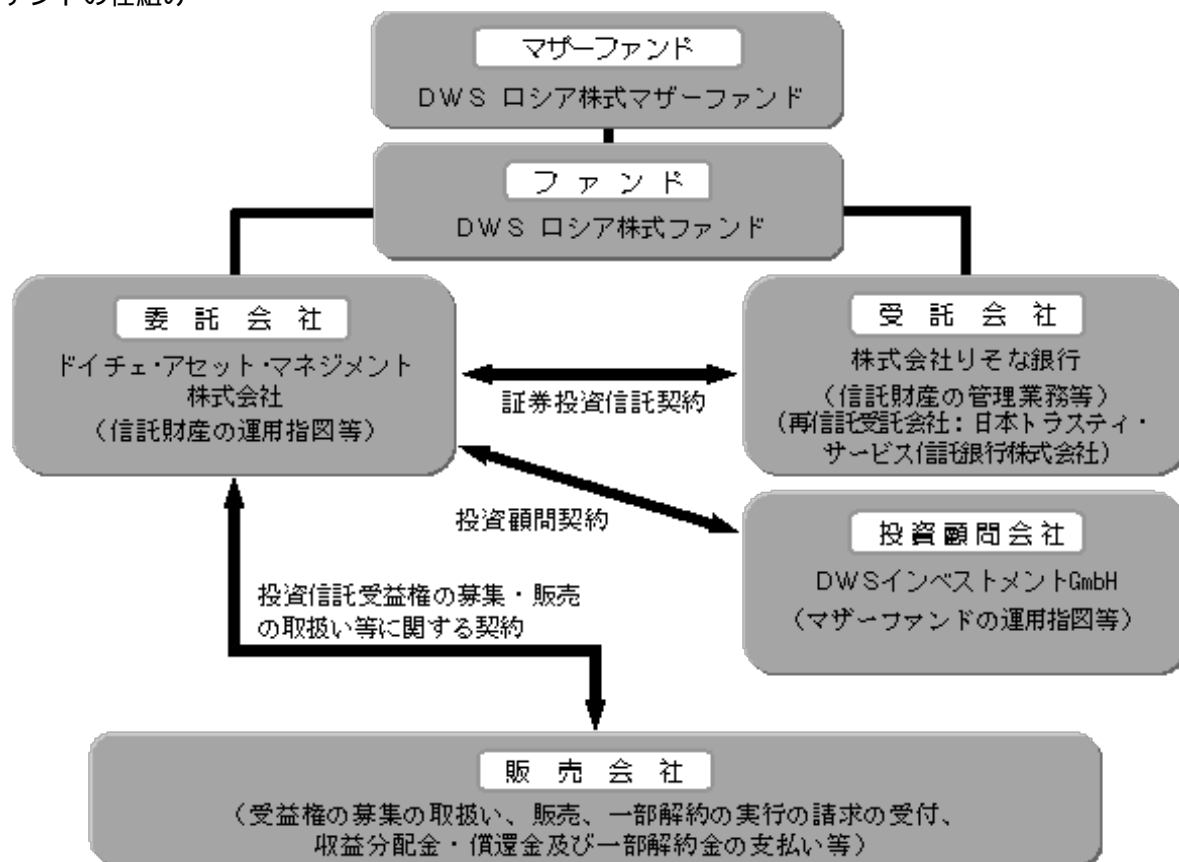 ァンドの仕組み
マザーファンド
DWS ロシア株式マザーファンド
ファンド
DWS ロシア株式ファンド
委託会社
ドイチェ・アセット・マネジメント
株式会社
（信託財産の運用指図等）
証券投資信託契約
受託会社
株式会社りそな銀行
（信託財産の管理業務等）
（再信託受託会社：日本トラスティ・
サービス信託銀行株式会社）
投資顧問契約
投資顧問会社
DWSインベストメントGmbH
（マザーファンドの運用指図等）
投資信託受益権の募集・販売
の取扱い等に関する契約
販売会社
（受益権の募集の取扱い、販売、一部解約の実行の請求の受付、
収益分配金・償還金及び一部解約金の支払い等）